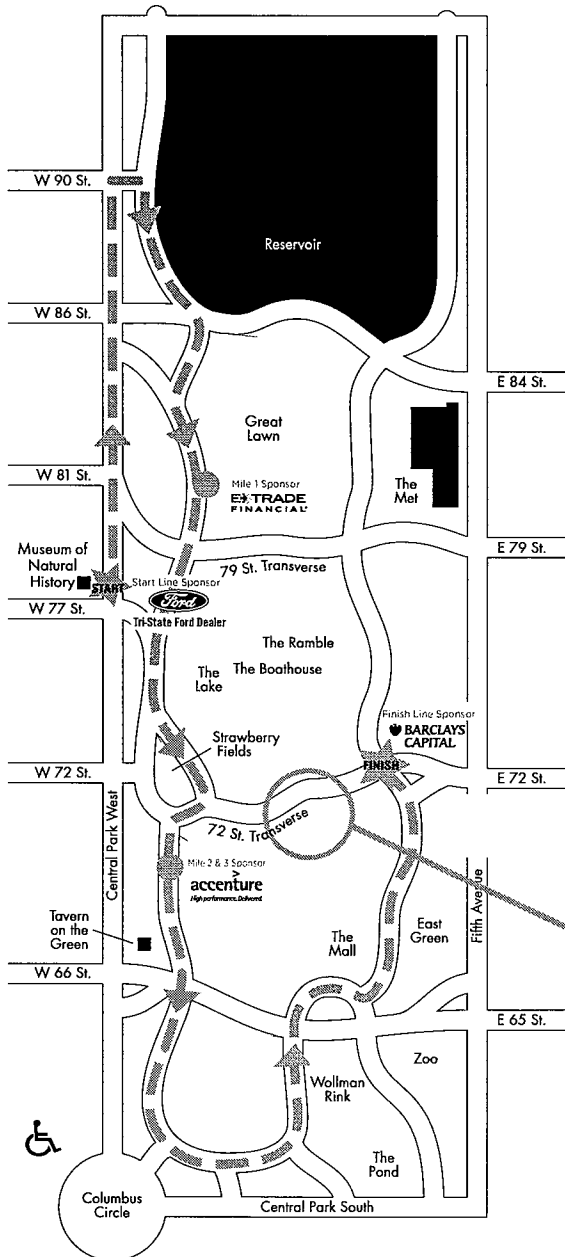 W 90 St.
Reservoir
W 86 St.
E 84 St.
Great
Lawn
W 81 St.
Mile 1 Sponsor
E*TRADE
FINANCIAL®
The
Met
E 79 St.
79 St. Transverse
Museum of
Natural
History
START
Start Line Sponsor
Ford
Tri-State Ford Dealer
W 77 St.
The Ramble
The Boathouse
The
Lake
Finish Line Sponsor
BARCLAYS
CAPITAL
Strawberry
Fields
FINISH
W 72 St.
E 72 St.
72 St. Transverse
Central Park West
Mile 2 & 3 Sponsor
>
accenture
High performance. Delivered.
Fifth Avenue
Tavern
on the
Green
The
Mall
East
Green
W 66 St.
E 65 St.
Zoo
Wollman
Rink
The
Pond
Columbus
Circle
Central Park South